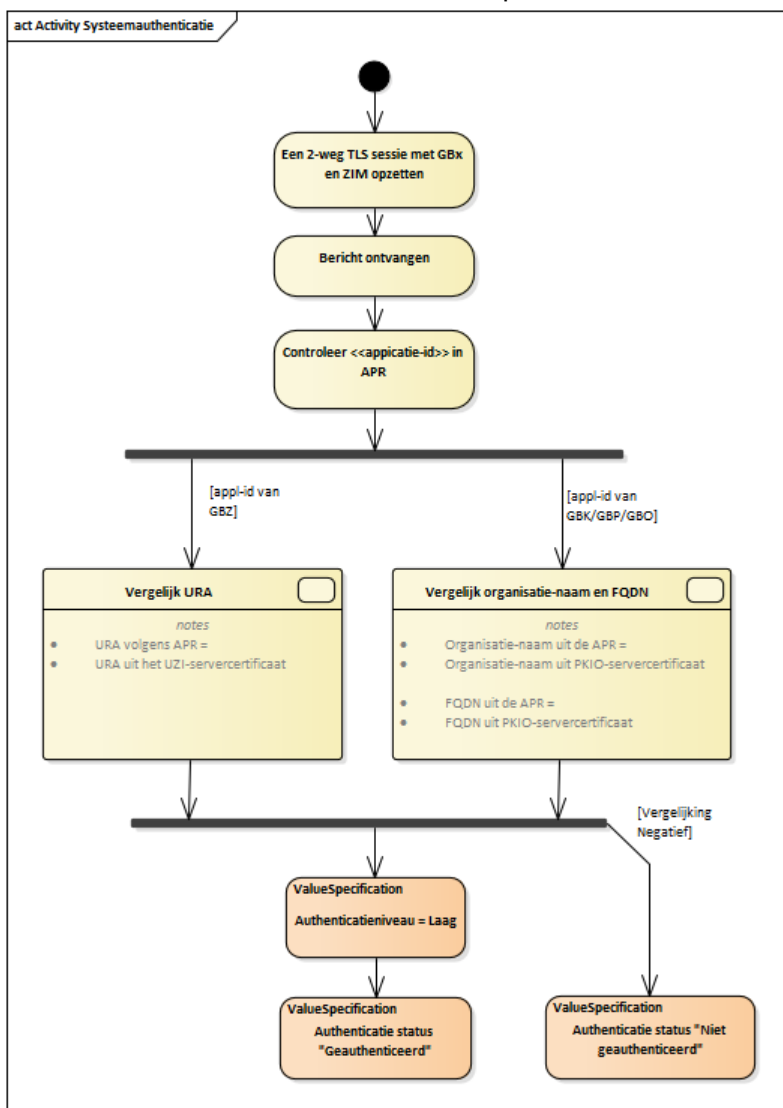 act Activity Systeemauthenticatie
Een 2-weg TLS sessie met GBx
en ZIM opzetten
Bericht ontvangen
Controleer <<appicatie-id>> in
APR
[appl-id van
GBZ]
[appl-id van
GBK/GBP/GBO]
Vergelijk URA
notes
• URA volgens APR =
• URA uit het UZI-servercertificaat
Vergelijk organisatie-naam en FQDN
notes
• Organisatie-naam uit de APR =
• Organisatie-naam uit PKIO-servercertificaat
• FQDN uit de APR =
• FQDN uit PKIO-servercertificaat
[Vergelijking
Negatief]
ValueSpecification
Authenticatieniveau = Laag
ValueSpecification
Authenticatie status
"Geauthenticeerd"
ValueSpecification
Authenticatie status "Niet
geauthenticeerd"